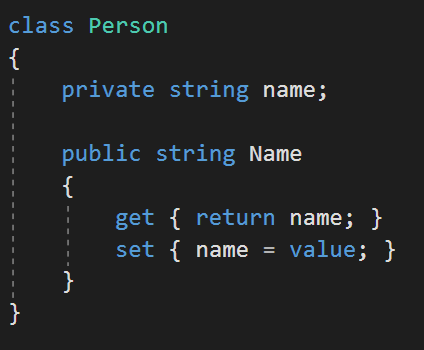 class Person
{
    private string name;

    public string Name
    {
        get { return name; }
        set { name = value; }
    }
}